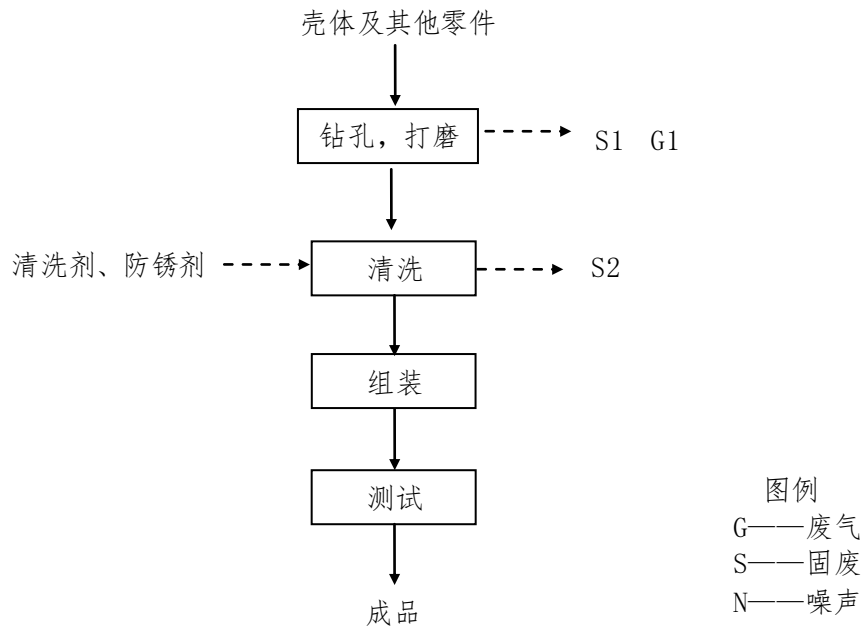 壳体及其他零件
钻孔，打磨
S1 G1
清洗剂、防锈剂
清洗
S2
组装
测试
成品
图例
G——废气
S——固废
N——噪声